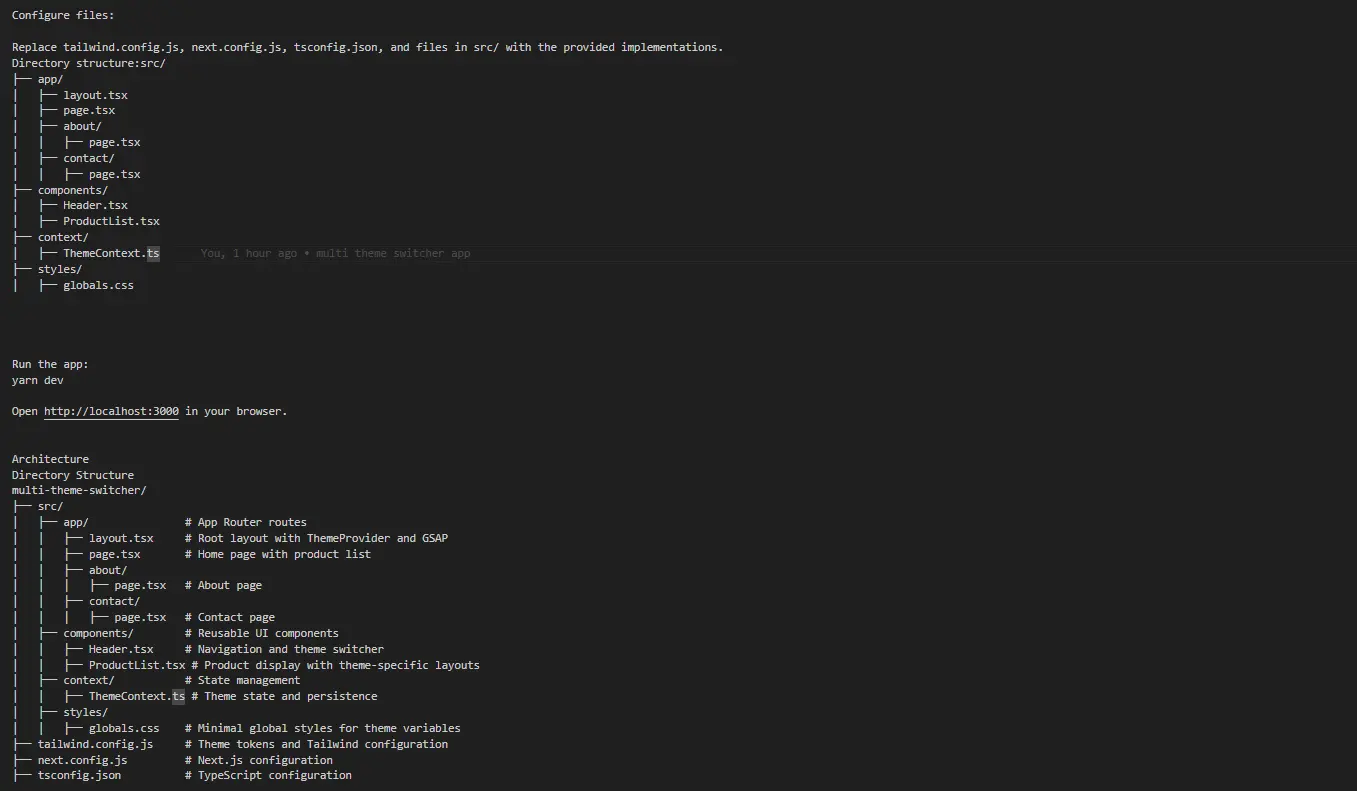 Configure files:
Replace tailwind.config.js, next.config.js, tsconfig.json, and files in src/ with the provided implementations.
Directory structure:src/
├── app/
│   ├── layout.tsx
│   ├── page.tsx
│   ├── about/
│   │   ├── page.tsx
│   ├── contact/
│   │   ├── page.tsx
├── components/
│   ├── Header.tsx
│   ├── ProductList.tsx
├── context/
│   ├── ThemeContext.ts      You, 1 hour ago • multi theme switcher app
├── styles/
│   ├── globals.css
Run the app:
yarn dev
Open http://localhost:3000 in your browser.
Architecture
Directory Structure
multi-theme-switcher/
├── src/
│   ├── app/               # App Router routes
│   │   ├── layout.tsx     # Root layout with ThemeProvider and GSAP
│   │   ├── page.tsx       # Home page with product list
│   │   ├── about/
│   │   │   ├── page.tsx   # About page
│   │   ├── contact/
│   │   │   ├── page.tsx   # Contact page
│   ├── components/        # Reusable UI components
│   │   ├── Header.tsx     # Navigation and theme switcher
│   │   ├── ProductList.tsx # Product display with theme-specific layouts
│   ├── context/           # State management
│   │   ├── ThemeContext.ts # Theme state and persistence
│   ├── styles/
│   │   ├── globals.css    # Minimal global styles for theme variables
├── tailwind.config.js     # Theme tokens and Tailwind configuration
├── next.config.js         # Next.js configuration
├── tsconfig.json          # TypeScript configuration